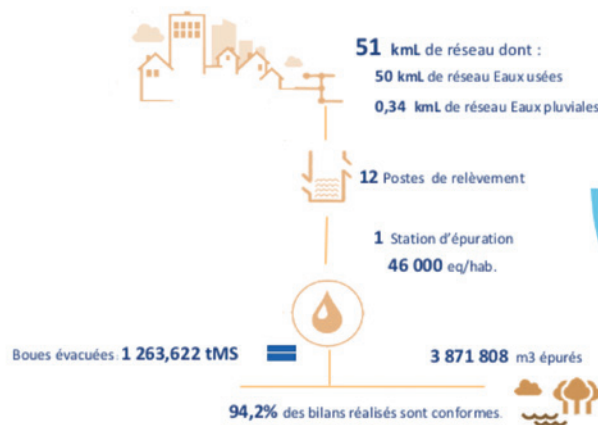 51 kmL de réseau dont :
50 kmL de réseau Eaux usées
0,34 kmL de réseau Eaux pluviales
12 Postes de relèvement
1 Station d'épuration
46 000 eq/hab.
Boues évacuées : 1 263,622 tMS
3 871 808 m3 épurés
94,2% des bilans réalisés sont conformes.